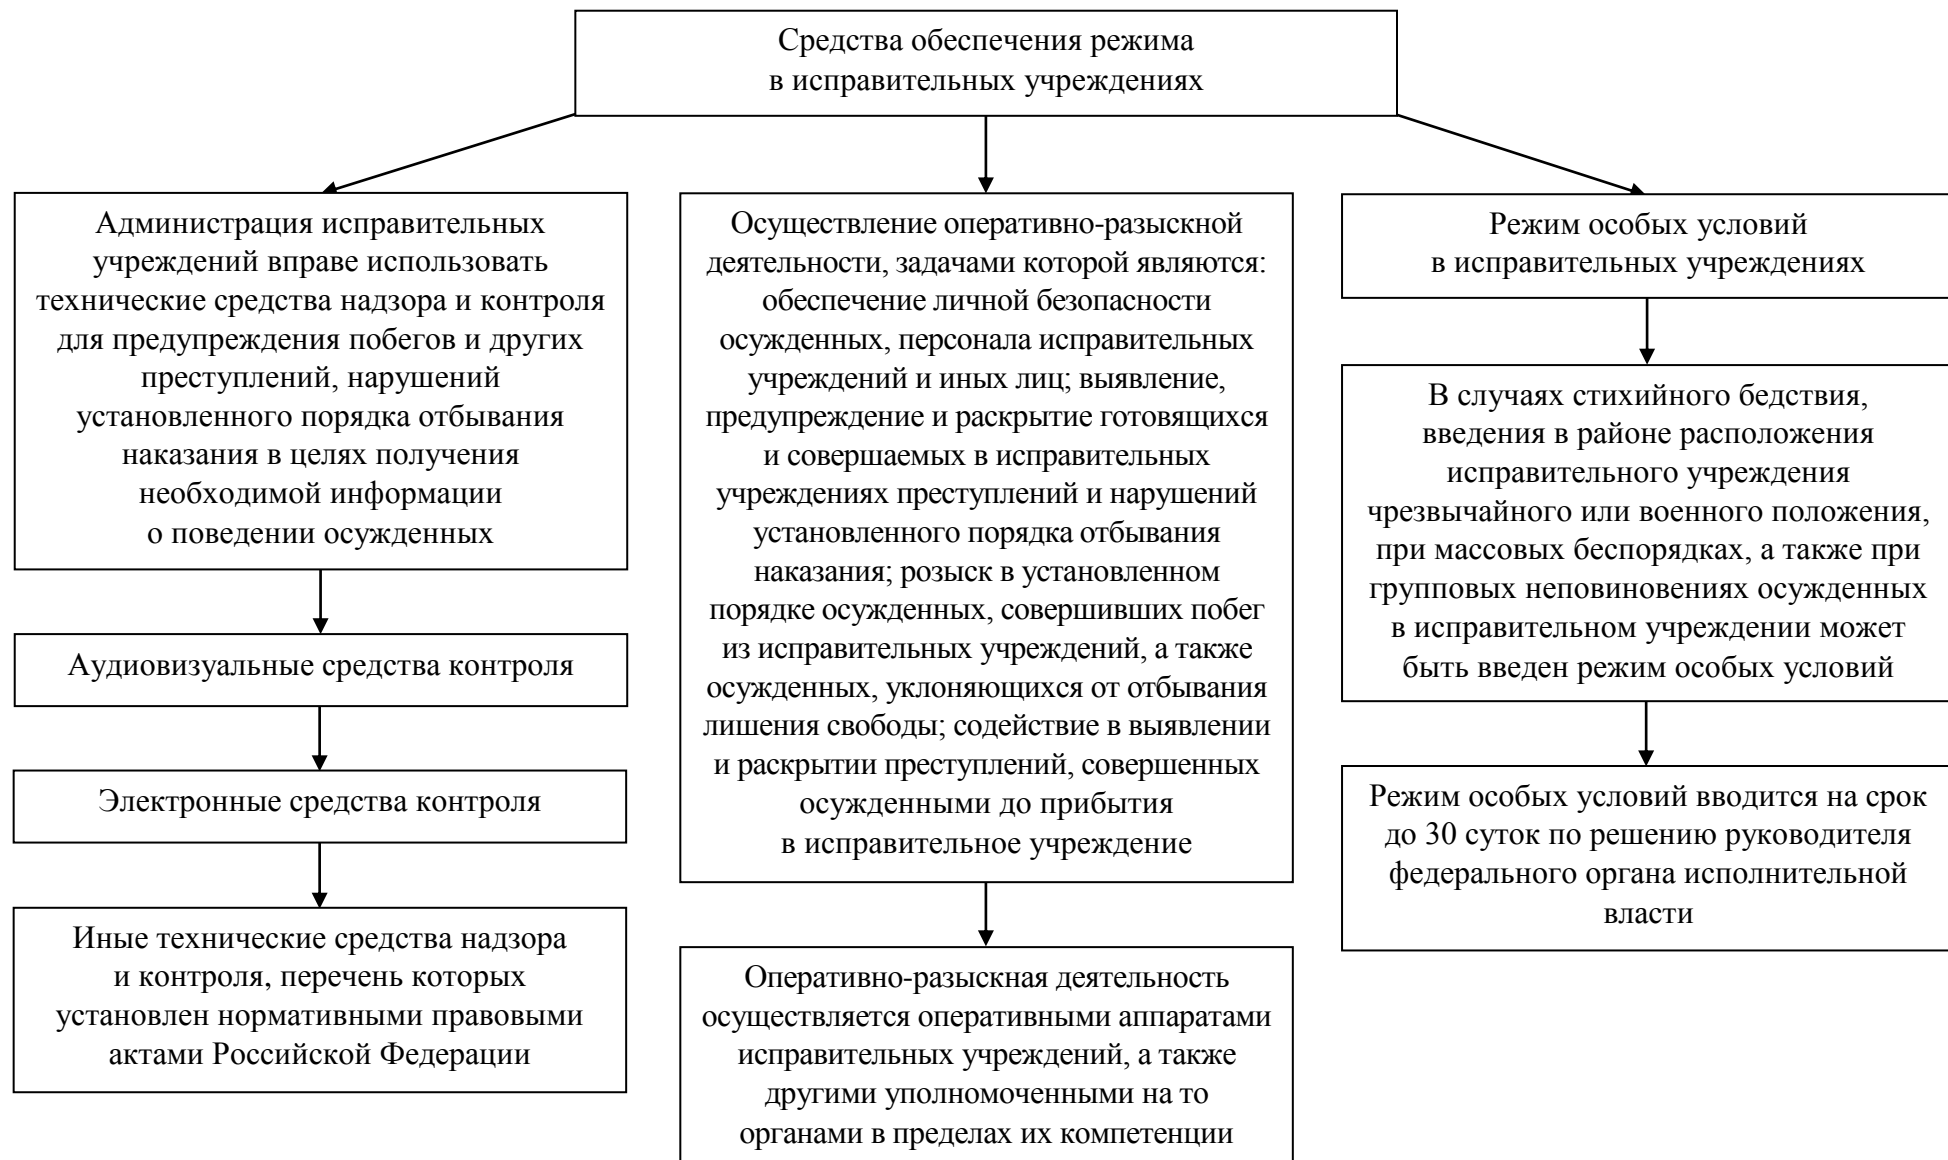 Средства обеспечения режима
в исправительных учреждениях
Администрация исправительных
учреждений вправе использовать
технические средства надзора и контроля
для предупреждения побегов и других
преступлений, нарушений
установленного порядка отбывания
наказания в целях получения
необходимой информации
о поведении осужденных
Аудиовизуальные средства контроля
Электронные средства контроля
Иные технические средства надзора
и контроля, перечень которых
установлен нормативными правовыми
актами Российской Федерации
Осуществление оперативно-разыскной
деятельности, задачами которой являются:
обеспечение личной безопасности
осужденных, персонала исправительных
учреждений и иных лиц; выявление,
предупреждение и раскрытие готовящихся
и совершаемых в исправительных
учреждениях преступлений и нарушений
установленного порядка отбывания
наказания; розыск в установленном
порядке осужденных, совершивших побег
из исправительных учреждений, а также
осужденных, уклоняющихся от отбывания
лишения свободы; содействие в выявлении
и раскрытии преступлений, совершенных
осужденными до прибытия
в исправительное учреждение
Оперативно-разыскная деятельность
осуществляется оперативными аппаратами
исправительных учреждений, а также
другими уполномоченными на то
органами в пределах их компетенции
Режим особых условий
в исправительных учреждениях
В случаях стихийного бедствия,
введения в районе расположения
исправительного учреждения
чрезвычайного или военного положения,
при массовых беспорядках, а также при
групповых неповиновениях осужденных
в исправительном учреждении может
быть введен режим особых условий
Режим особых условий вводится на срок
до 30 суток по решению руководителя
федерального органа исполнительной
власти